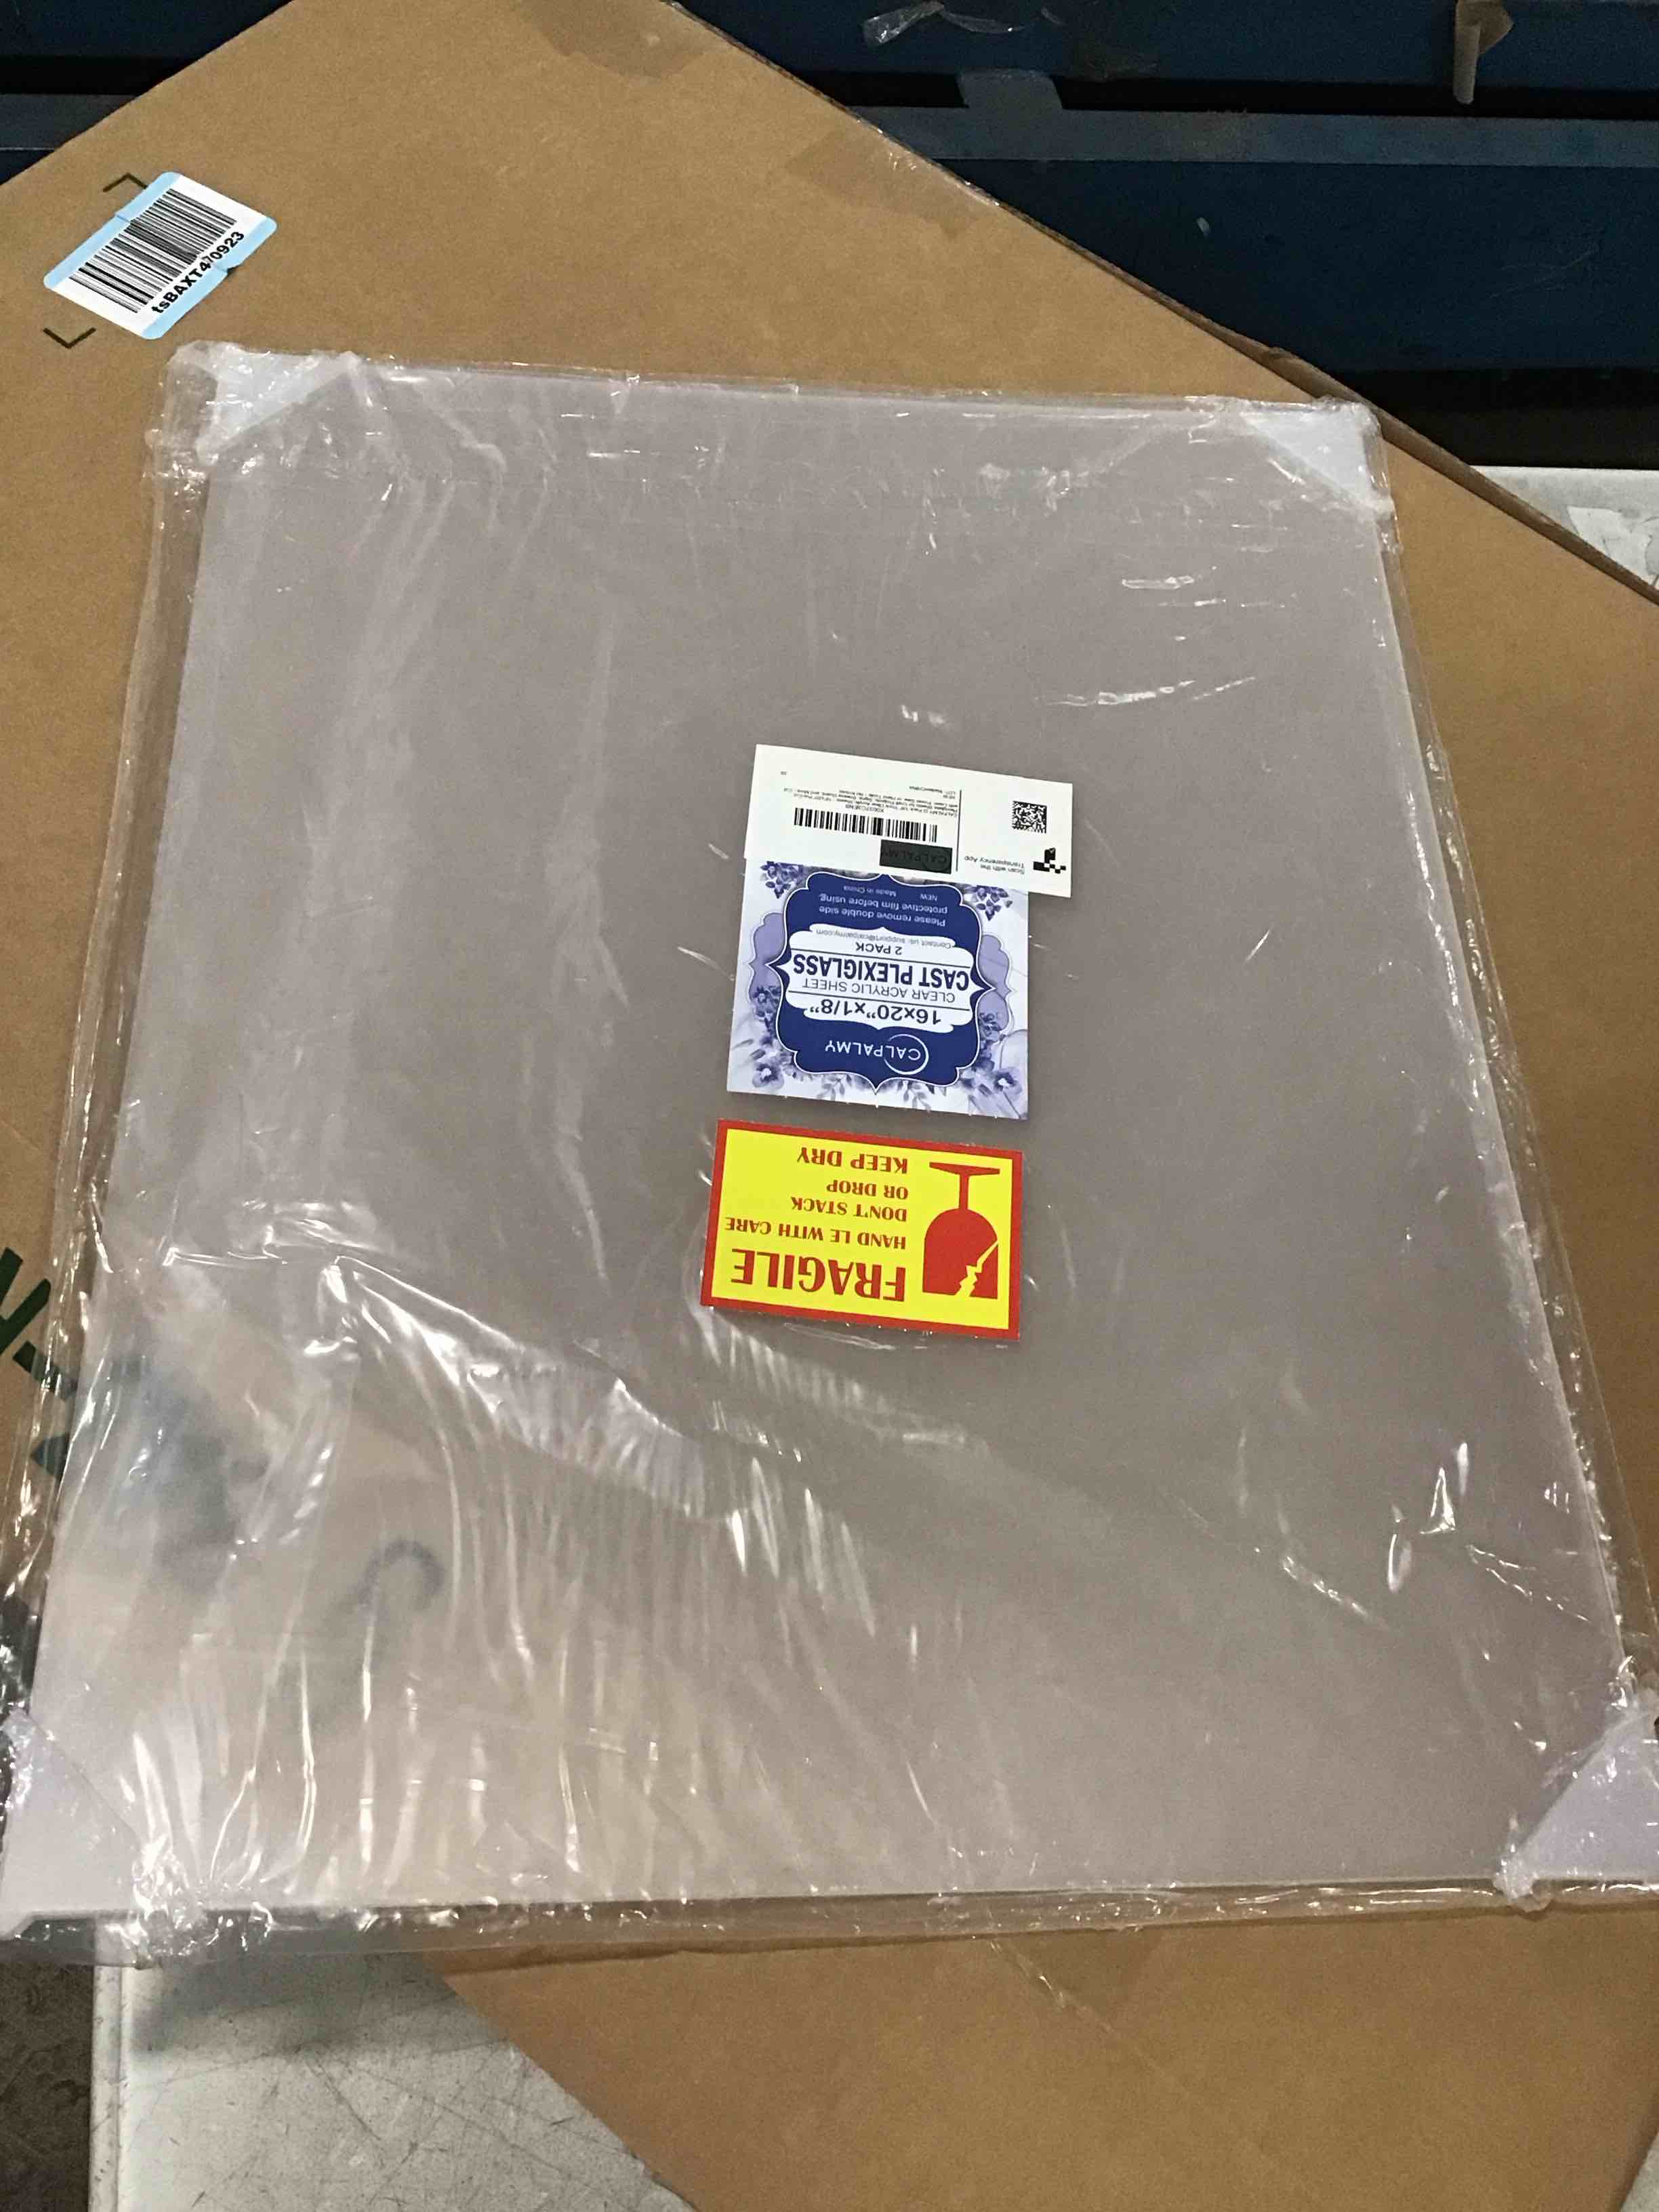 tsBAXT470923
FRAGILE
HAND LE WITH CARE
DON'T STACK
OR DROP
KEEP DRY
CALPALMY
16x20"x1/8"
CLEAR ACRYLIC SHEET
CAST PLEXIGLASS
2 PACK
Contact us: support@calpalmy.com
Please remove double side
protective film before using.
NEW
Made in China
Scan with the
Transparency App
CALPALMY